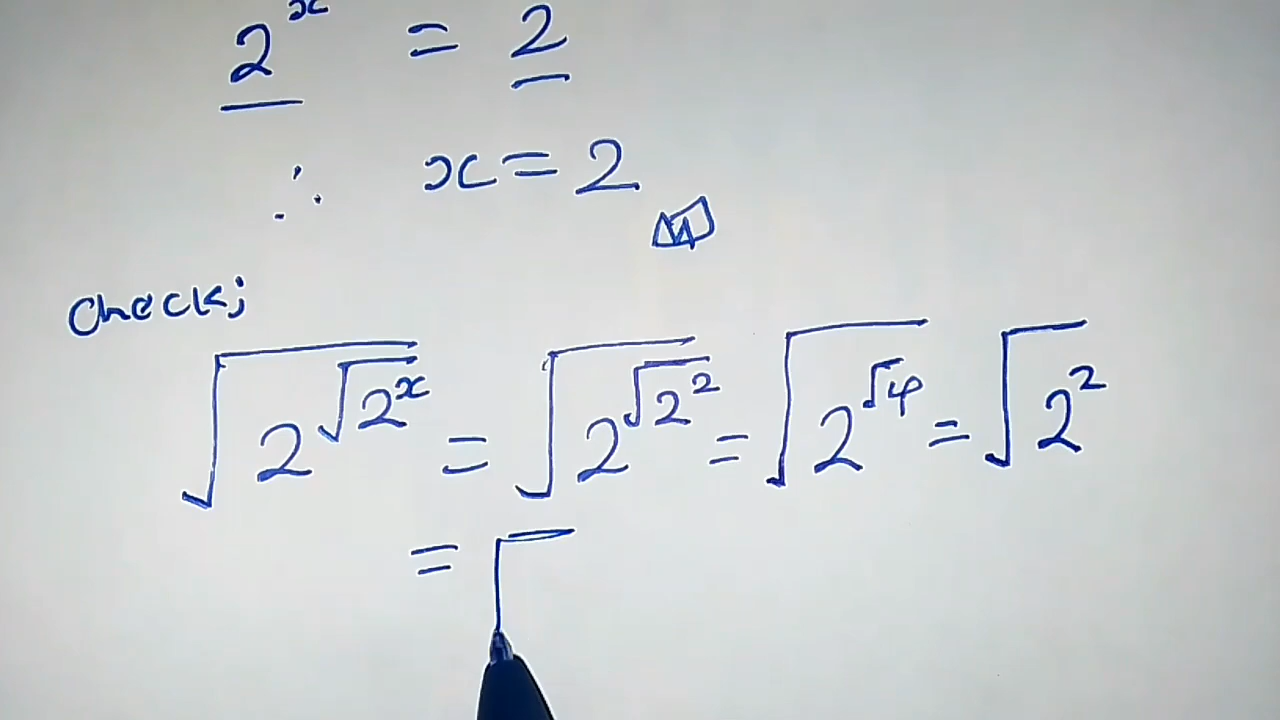 2^x = 2
∴ x = 2
Check;
√(2^√(2^x)) = √(2^√(2^2)) = √(2^√4) = √(2^2)
= √